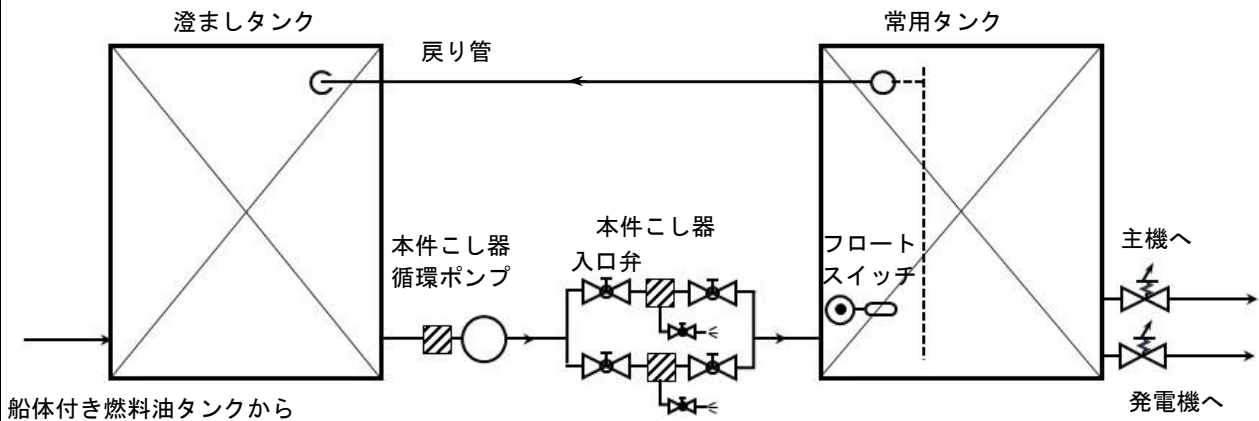 澄ましタンク
常用タンク
戻り管
本件こし器
循環ポンプ
本件こし器
入口弁
フロート
スイッチ
主機へ
船体付き燃料油タンクから
発電機へ